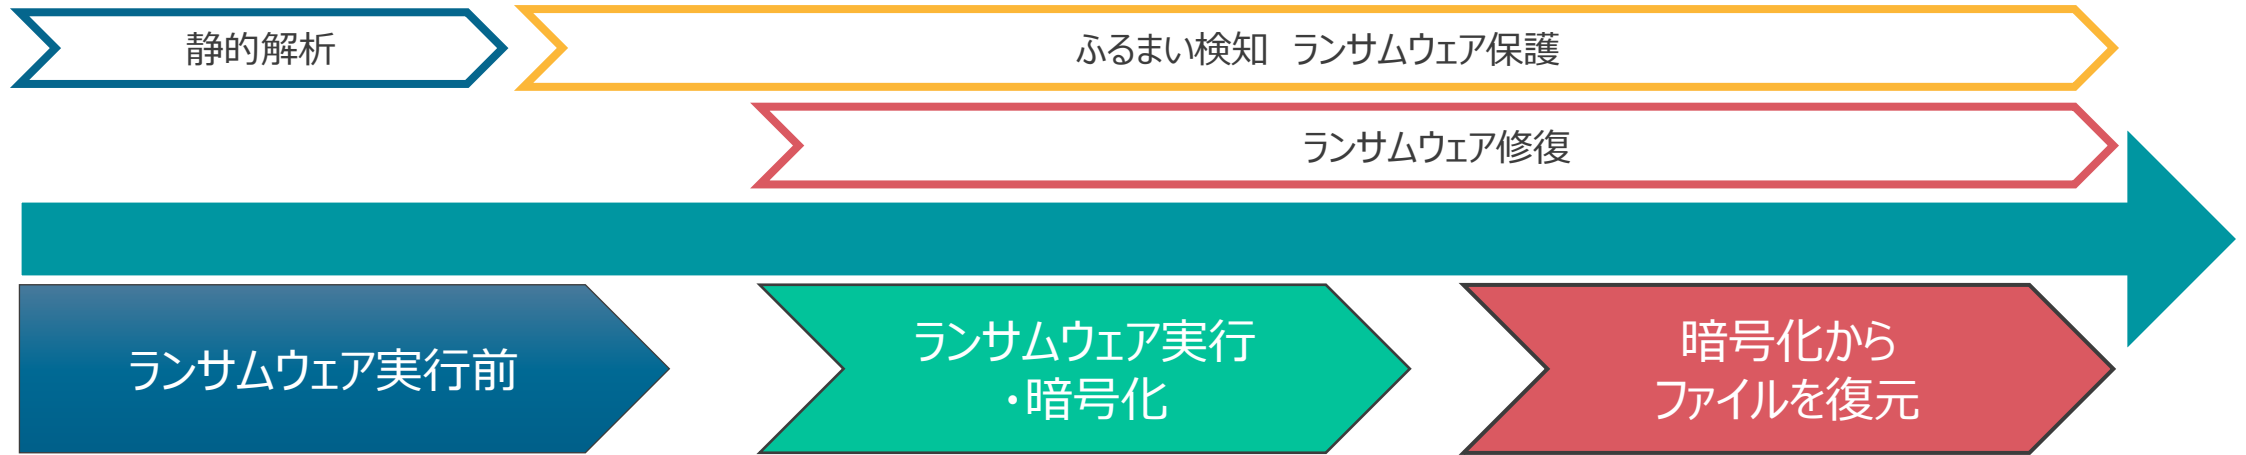 静的解析
ふるまい検知　ランサムウェア保護
ランサムウェア修復
ランサムウェア実行前
ランサムウェア実行
・暗号化
暗号化から
ファイルを復元